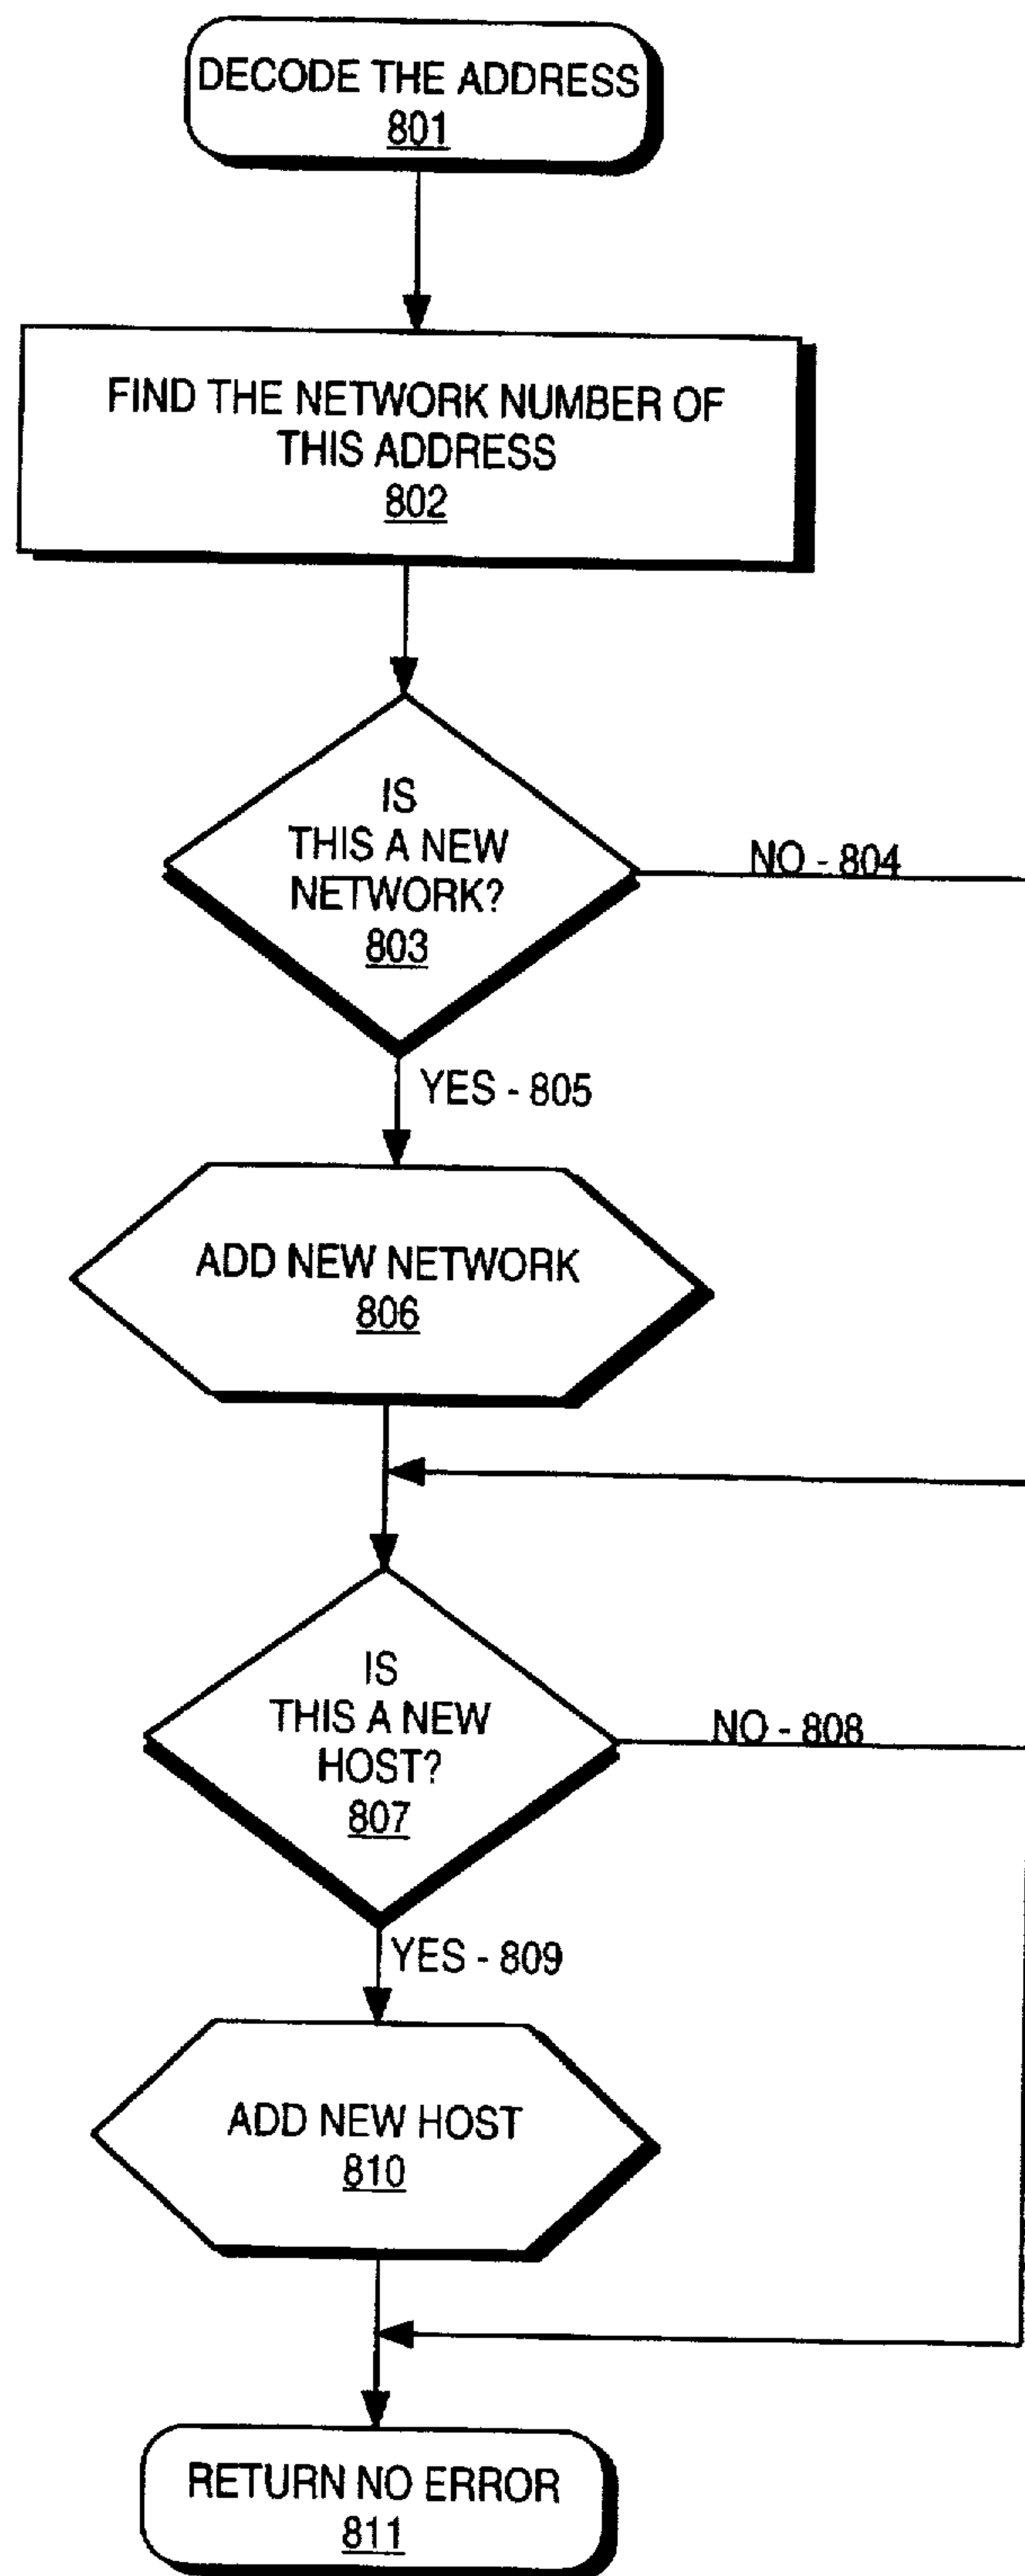 DECODE THE ADDRESS
801
FIND THE NETWORK NUMBER OF
THIS ADDRESS
802
IS
THIS A NEW
NETWORK?
803
NO - 804
YES - 805
ADD NEW NETWORK
806
IS
THIS A NEW
HOST?
807
NO - 808
YES - 809
ADD NEW HOST
810
RETURN NO ERROR
811